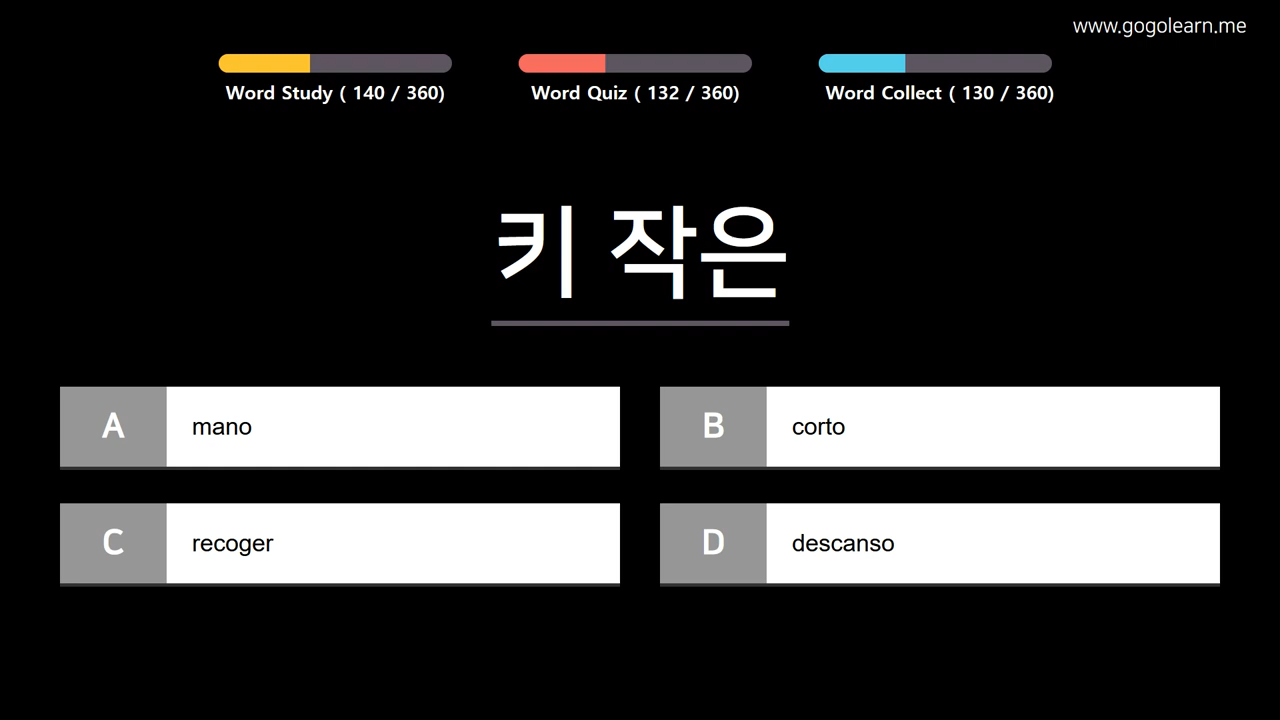 www.gogolearn.me
Word Study ( 140 / 360)
Word Quiz ( 132 / 360)
Word Collect ( 130 / 360)
키 작은
A mano
B corto
C recoger
D descanso